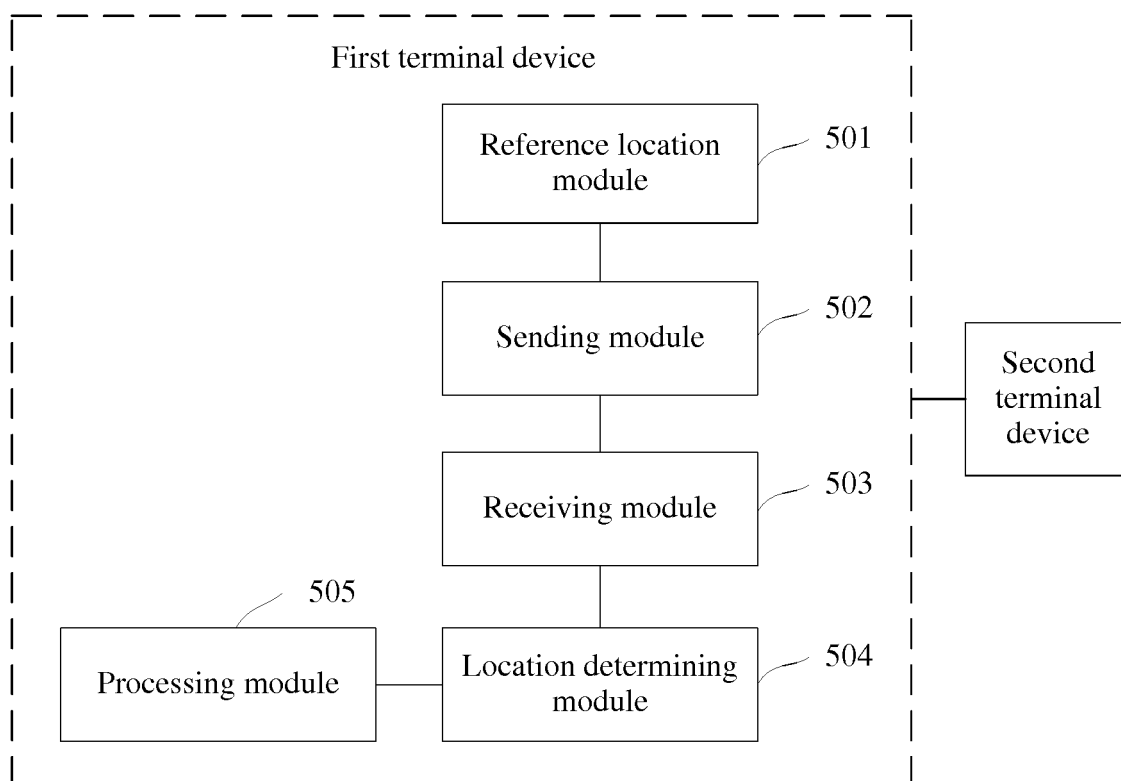 First terminal device
Reference location
module
501
Sending module
502
Second
terminal
device
Receiving module
503
505
Processing module
Location determining
module
504